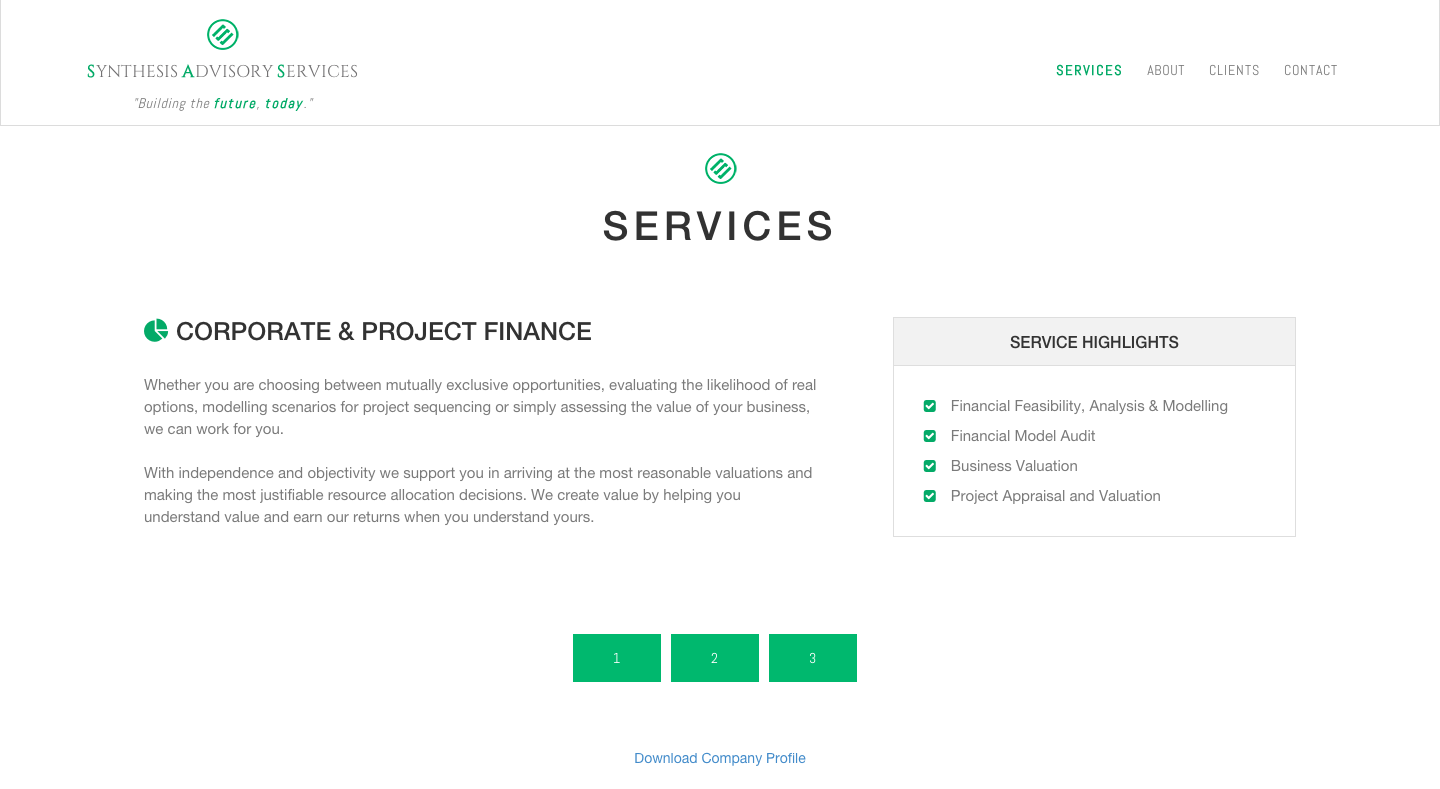 SYNTHESIS ADVISORY SERVICES
"Building the future, today."
SERVICES ABOUT CLIENTS CONTACT
SERVICES
CORPORATE & PROJECT FINANCE
Whether you are choosing between mutually exclusive opportunities, evaluating the likelihood of real
options, modelling scenarios for project sequencing or simply assessing the value of your business,
we can work for you.
With independence and objectivity we support you in arriving at the most reasonable valuations and
making the most justifiable resource allocation decisions. We create value by helping you
understand value and earn our returns when you understand yours.
SERVICE HIGHLIGHTS
Financial Feasibility, Analysis & Modelling
Financial Model Audit
Business Valuation
Project Appraisal and Valuation
1 2 3
Download Company Profile